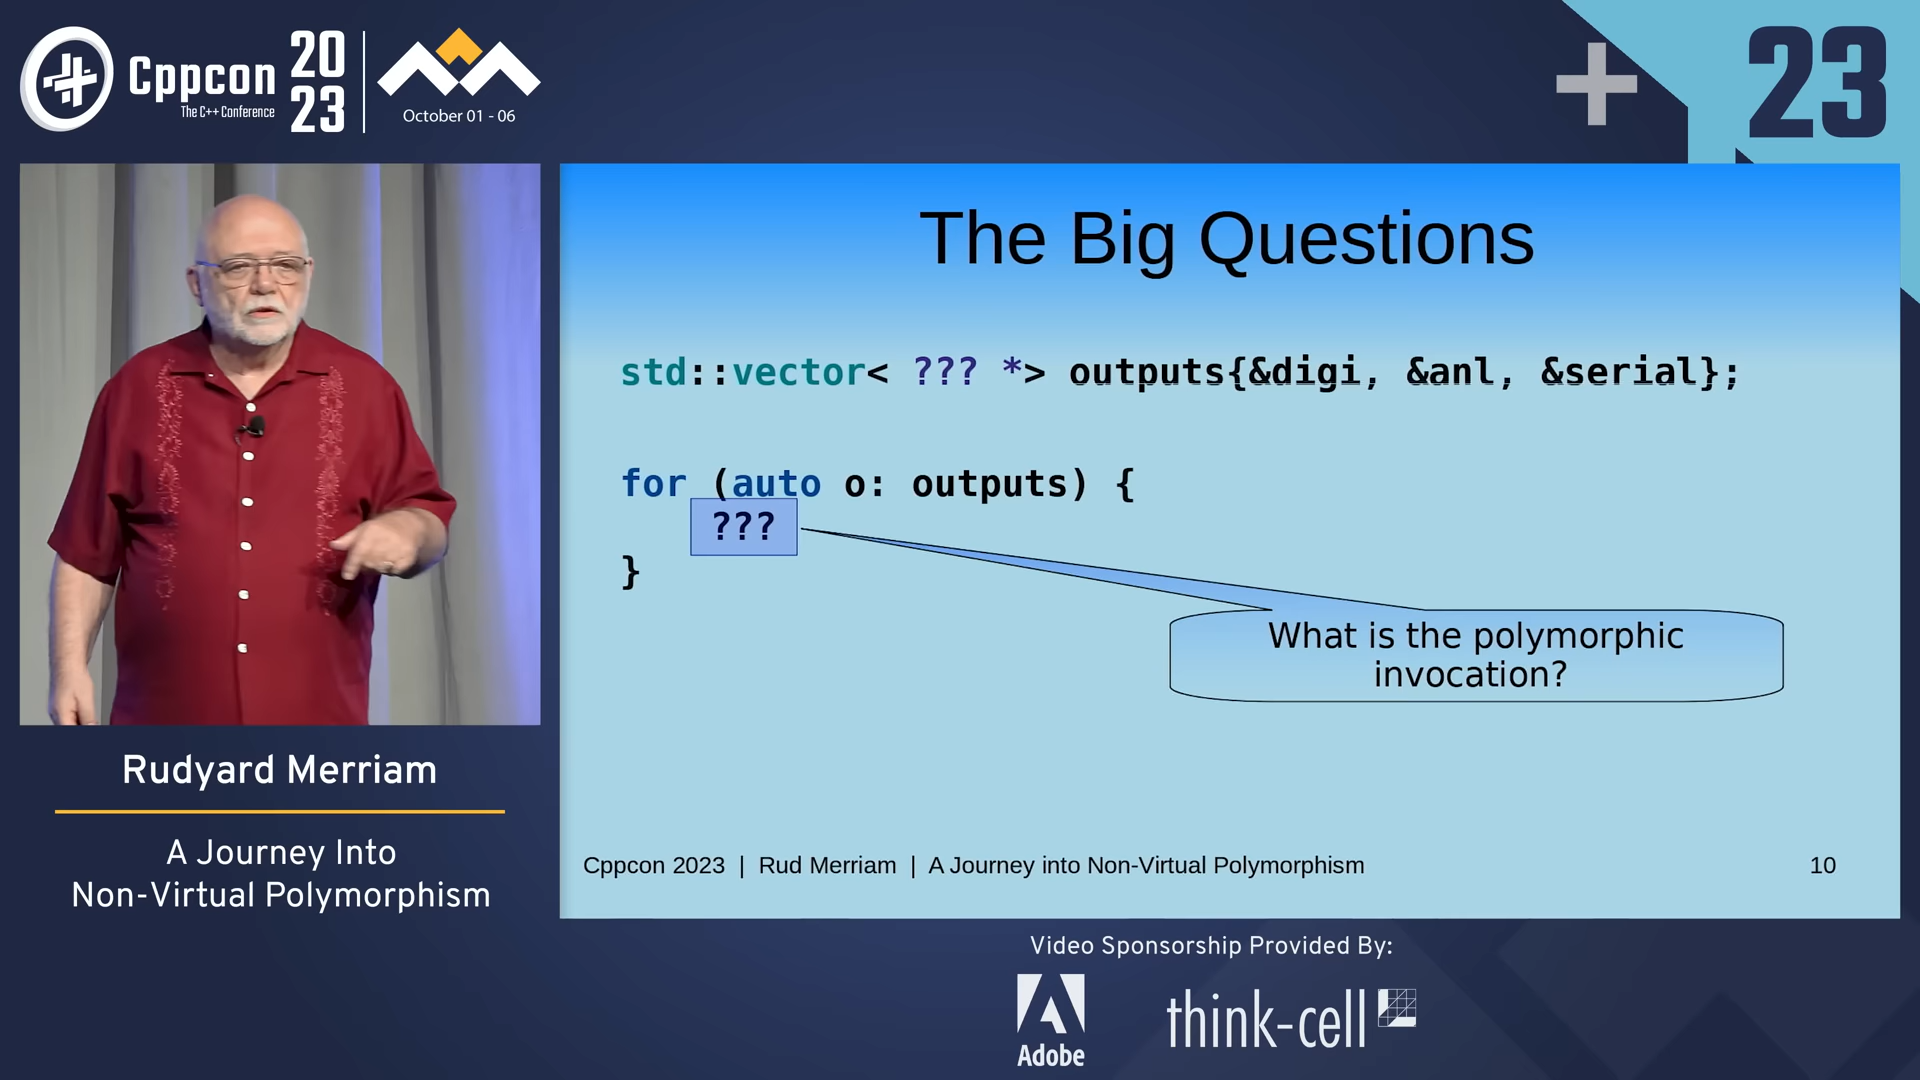 Cppcon
The C++ Conference
20
23
October 01 - 06
23
The Big Questions
std::vector< ??? *> outputs{&digi, &anl, &serial};
for (auto o: outputs) {
???
}
What is the polymorphic
invocation?
Cppcon 2023 | Rud Merriam | A Journey into Non-Virtual Polymorphism
10
Rudyard Merriam
A Journey Into
Non-Virtual Polymorphism
Video Sponsorship Provided By:
Adobe
think-cell